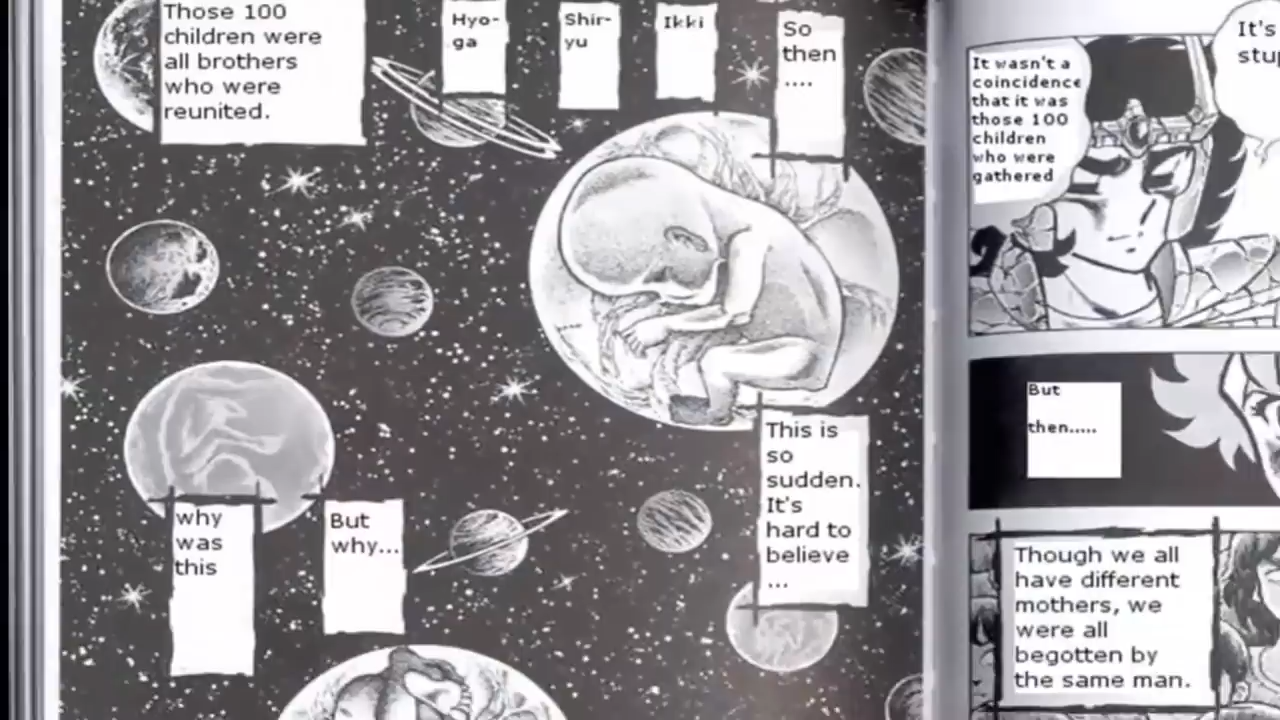 Those 100
children were
all brothers
who were
reunited.
Hyo-
ga
Shir-
yu
Ikki
So
then
....
This is
so
sudden.
It's
hard to
believe
...
But
why...
why
was
this
It's
It wasn't a
coincidence
that it was
those 100
children
who were
gathered
But
then.....
Though we all
have different
mothers, we
were all
begotten by
the same man.